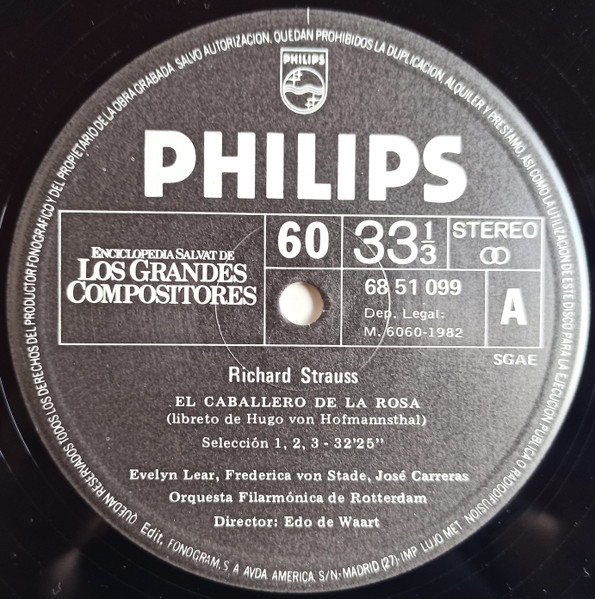 PHILIPS
PHILIPS
ENCICLOPEDIA SALVAT DE
LOS GRANDES
COMPOSITORES
60
33 1/3
STEREO
68 51 099
Dep. Legal:
M. 6060-1982
A
SGAE
Richard Strauss
EL CABALLERO DE LA ROSA
(libreto de Hugo von Hofmannsthal)
Selección 1, 2, 3 - 32'25"
Evelyn Lear, Frederica von Stade, José Carreras
Orquesta Filarmónica de Rotterdam
Director: Edo de Waart
QUEDAN RESERVADOS TODOS LOS DERECHOS DEL PRODUCTOR FONOGRAFICO Y DEL PROPIETARIO DE LA OBRA GRABADA. SALVO AUTORIZACION, QUEDAN PROHIBIDOS LA DUPLICACION, ALQUILER Y PRESTAMO, ASI COMO LA UTILIZACION DE ESTE DISCO PARA LA EJECUCION PUBLICA O RADIODIFUSION
Edit. FONOGRAM, S A AVDA AMERICA, S/N-MADRID (27)-IMP LUJO MET